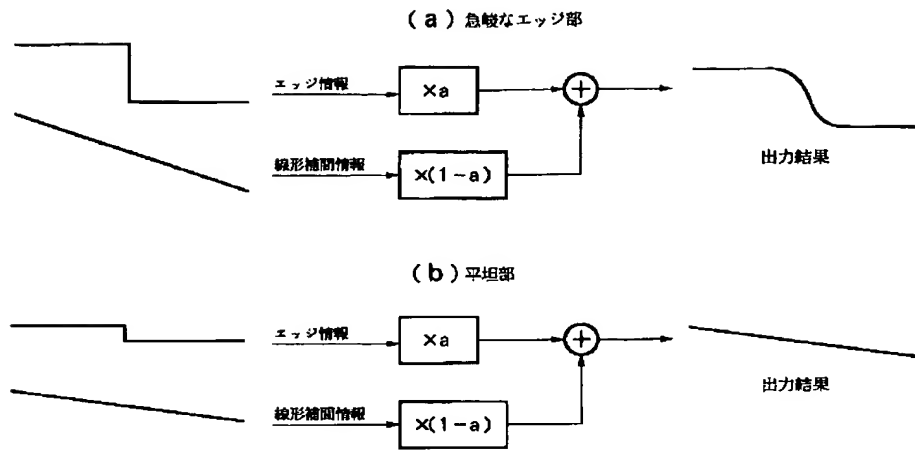 (a) 急峻なエッジ部
エッジ情報
×a
+
線形補間情報
×(1-a)
出力結果
(b) 平坦部
エッジ情報
×a
+
線形補間情報
×(1-a)
出力結果